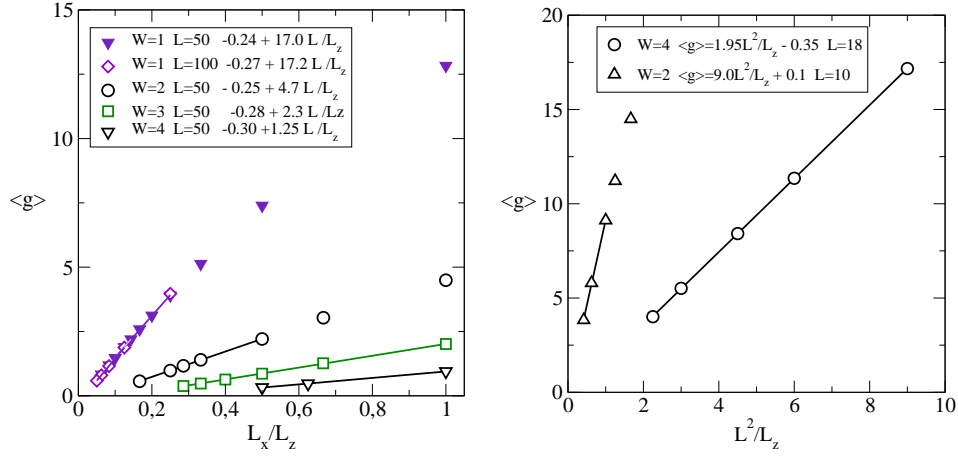 15
10
5
0
<g>
W=1 L=50 -0.24 + 17.0 L /L_z
W=1 L=100 -0.27 + 17.2 L /L_z
W=2 L=50 - 0.25 + 4.7 L /L_z
W=3 L=50 -0.28 + 2.3 L /Lz
W=4 L=50 -0.30 +1.25 L /L_z
0 0,2 0,4 0,6 0,8 1
L_x/L_z
20
15
10
5
0
<g>
W=4 <g>=1.95L^2/L_z - 0.35 L=18
W=2 <g>=9.0L^2/L_z + 0.1 L=10
0 2 4 6 8 10
L^2/L_z